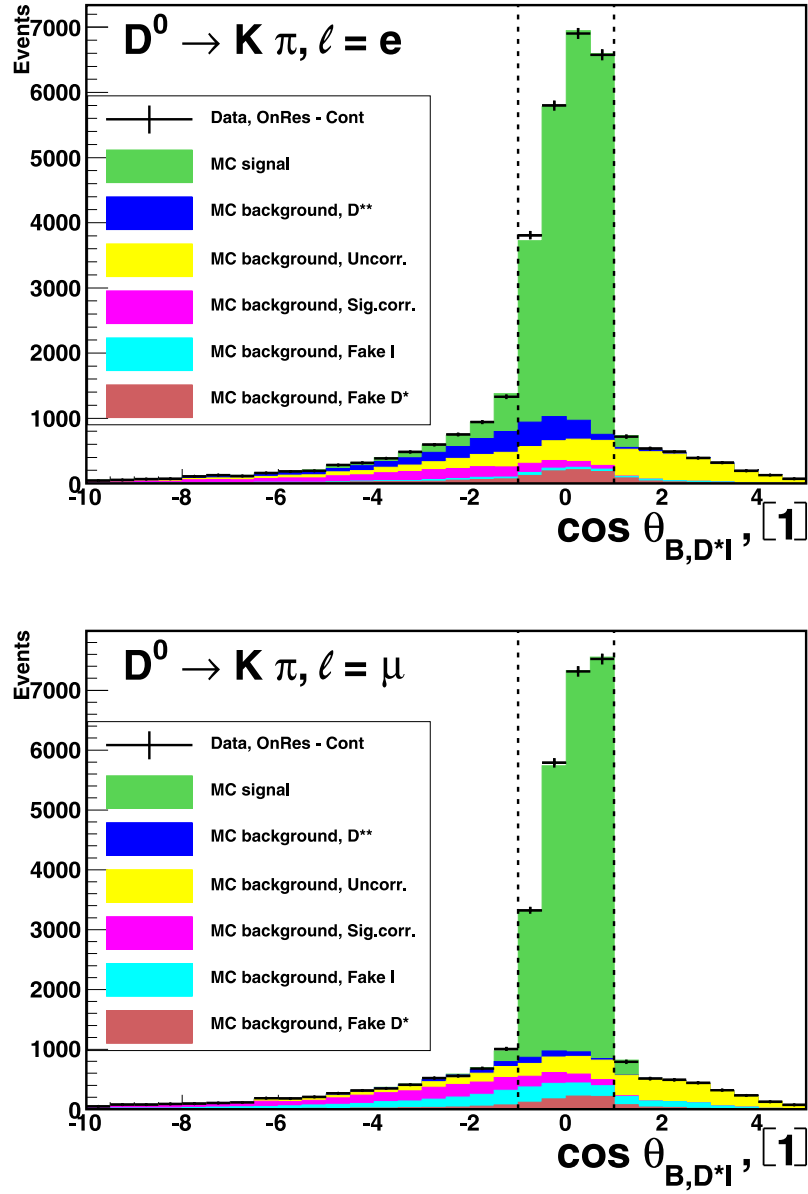 Events
D⁰ → K π, ℓ = e
7000
6000
5000
4000
3000
2000
1000
0
Data, OnRes - Cont
MC signal
MC background, D**
MC background, Uncorr.
MC background, Sig.corr.
MC background, Fake l
MC background, Fake D*
-10 -8 -6 -4 -2 0 2 4
cos θ B,D*l , [1]
Events
D⁰ → K π, ℓ = μ
7000
6000
5000
4000
3000
2000
1000
0
Data, OnRes - Cont
MC signal
MC background, D**
MC background, Uncorr.
MC background, Sig.corr.
MC background, Fake l
MC background, Fake D*
-10 -8 -6 -4 -2 0 2 4
cos θ B,D*l , [1]